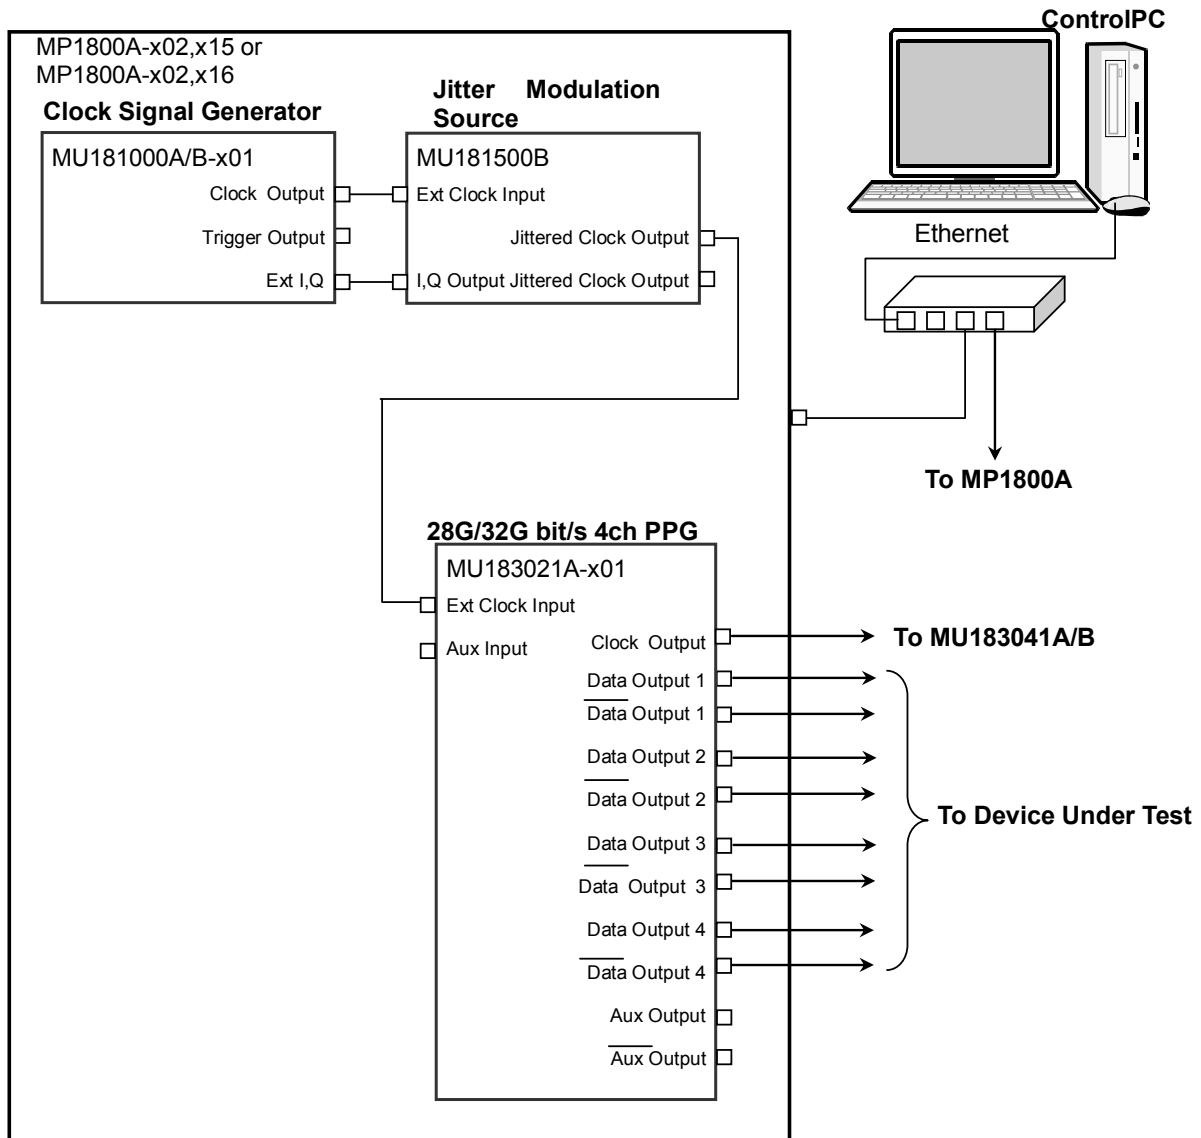 ControlPC
MP1800A-x02,x15 or
MP1800A-x02,x16
Clock Signal Generator
Jitter Modulation
Source
MU181000A/B-x01
Clock Output
Trigger Output
Ext I,Q
MU181500B
Ext Clock Input
Jittered Clock Output
I,Q Output Jittered Clock Output
Ethernet
To MP1800A
28G/32G bit/s 4ch PPG
MU183021A-x01
Ext Clock Input
Aux Input
Clock Output
To MU183041A/B
Data Output 1
Data Output 1
Data Output 2
Data Output 2
Data Output 3
Data Output 3
Data Output 4
Data Output 4
To Device Under Test
Aux Output
Aux Output